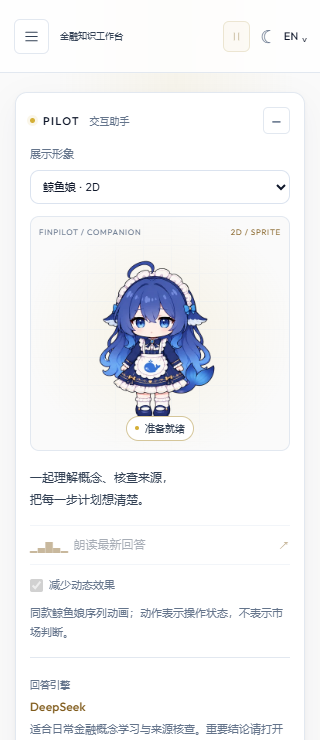 金融知识工作台
EN
PILOT 交互助手
展示形象
鲸鱼娘 · 2D
FINPILOT / COMPANION 2D / SPRITE
准备就绪
一起理解概念、核查来源，
把每一步计划想清楚。
朗读最新回答 ↗
减少动态效果
同款鲸鱼娘序列动画；动作表示操作状态，不表示市
场判断。
回答引擎
DeepSeek
适合日常金融概念学习与来源核查。重要结论请打开